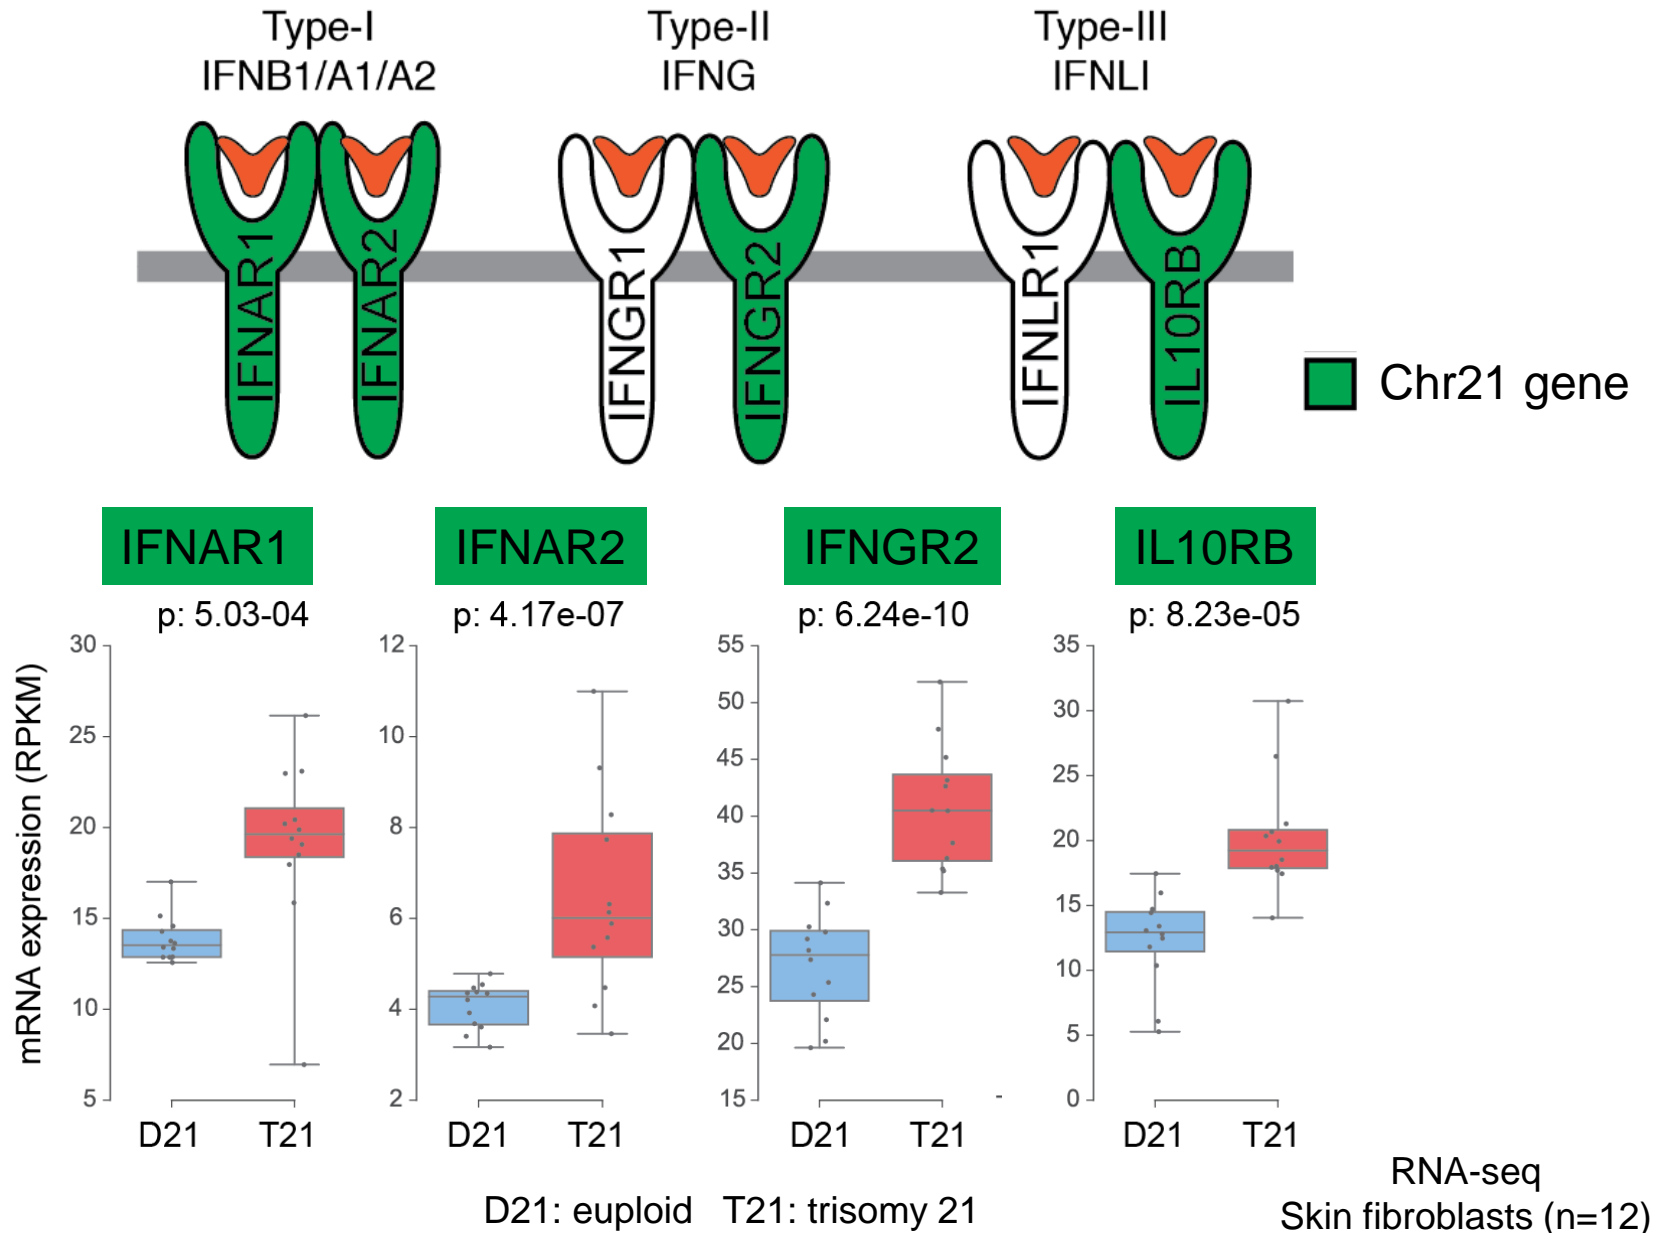 Type-I
IFNB1/A1/A2
Type-II
IFNG
Type-III
IFNLI
IFNAR1
IFNAR2
IFNGR1
IFNGR2
IFNLR1
IL10RB
Chr21 gene
IFNAR1
IFNAR2
IFNGR2
IL10RB
p: 5.03-04
p: 4.17e-07
p: 6.24e-10
p: 8.23e-05
mRNA expression (RPKM)
30
25
20
15
10
5
D21 T21
12
10
8
6
4
2
D21 T21
55
50
45
40
35
30
25
20
15
D21 T21
35
30
25
20
15
10
5
0
D21 T21
D21: euploid T21: trisomy 21
RNA-seq
Skin fibroblasts (n=12)